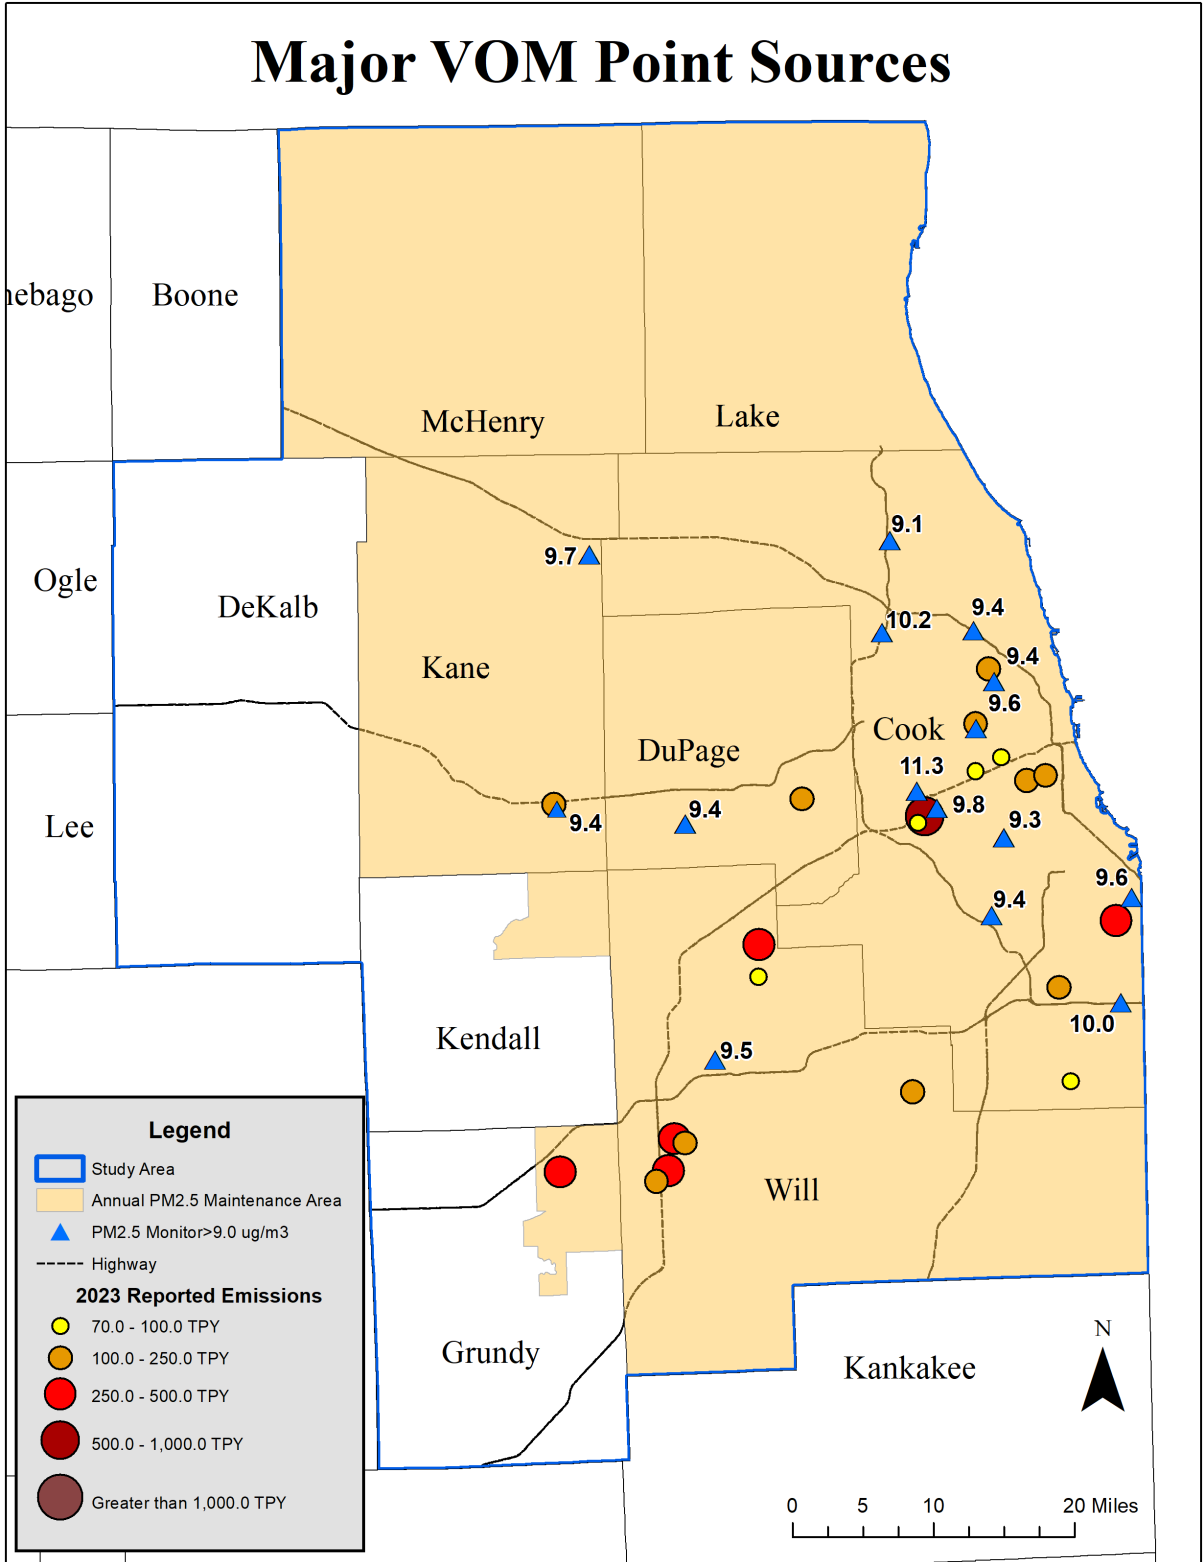 Major VOM Point Sources
nebago
Boone
McHenry
Lake
9.1
9.7
Ogle
DeKalb
9.4
10.2
9.4
Kane
9.6
Cook
DuPage
11.3
9.8
9.4
9.3
Lee
9.4
9.6
9.4
10.0
Kendall
9.5
Will
Grundy
Kankakee
Legend
Study Area
Annual PM2.5 Maintenance Area
PM2.5 Monitor>9.0 ug/m3
Highway
2023 Reported Emissions
70.0 - 100.0 TPY
100.0 - 250.0 TPY
250.0 - 500.0 TPY
500.0 - 1,000.0 TPY
Greater than 1,000.0 TPY
N
0 5 10 20 Miles